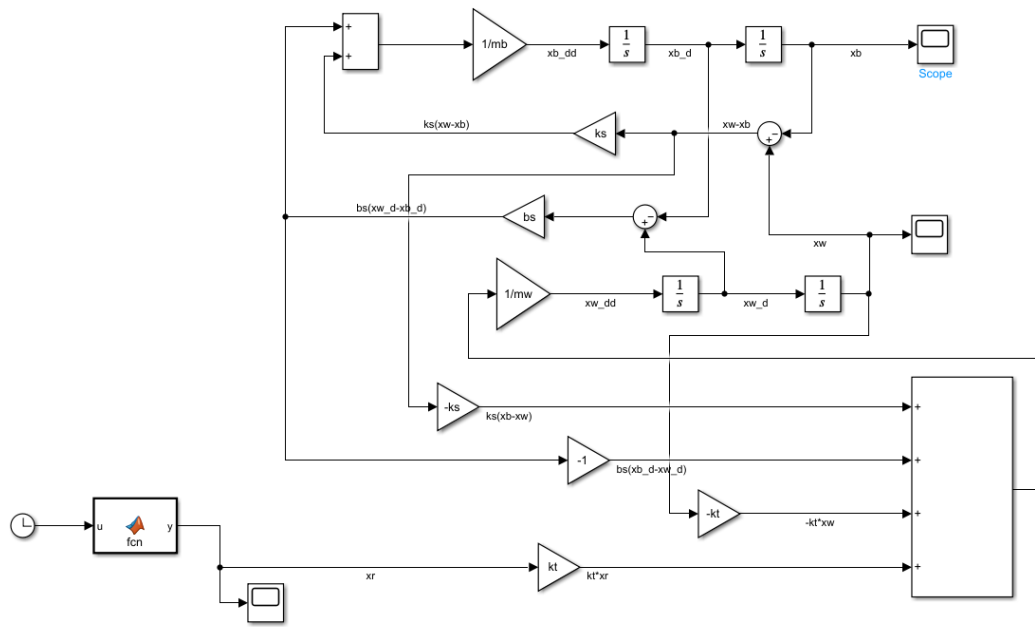 +
+
1/mb
xb_dd
1
s
xb_d
1
s
xb
Scope
ks(xw-xb)
ks
xw-xb
−
+
bs(xw_d-xb_d)
bs
−
+
xw
1/mw
xw_dd
1
s
xw_d
1
s
-ks
ks(xb-xw)
+
-1
bs(xb_d-xw_d)
+
-kt
-kt*xw
+
u
y
fcn
xr
kt
kt*xr
+